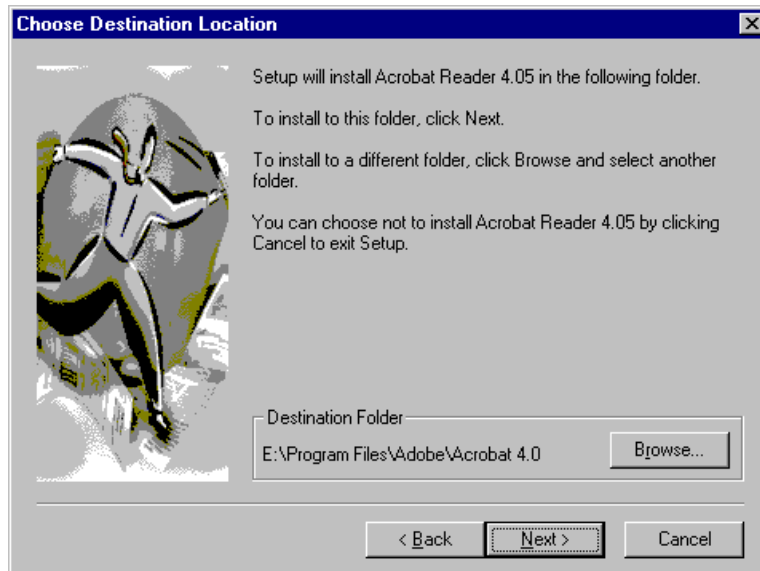 Choose Destination Location
Setup will install Acrobat Reader 4.05 in the following folder.
To install to this folder, click Next.
To install to a different folder, click Browse and select another
folder.
You can choose not to install Acrobat Reader 4.05 by clicking
Cancel to exit Setup.
Destination Folder
E:\Program Files\Adobe\Acrobat 4.0
Browse...
< Back
Next >
Cancel